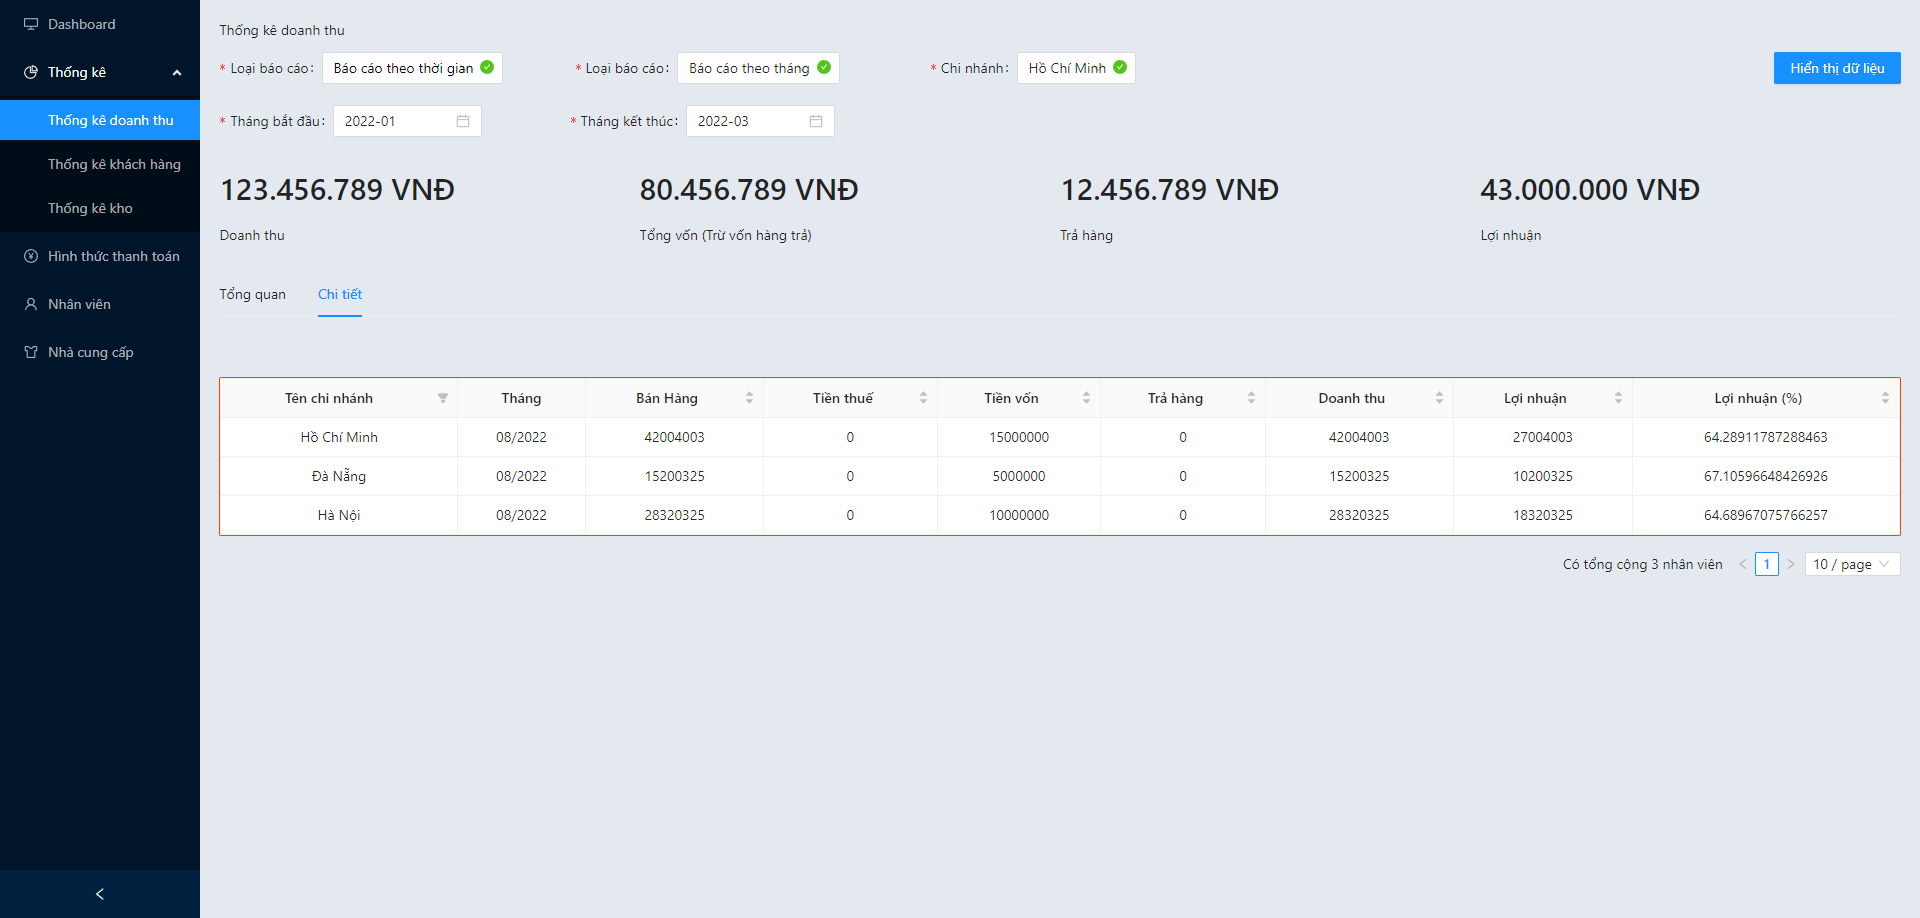 Dashboard
Thống kê
Thống kê doanh thu
Thống kê khách hàng
Thống kê kho
Hình thức thanh toán
Nhân viên
Nhà cung cấp
Thống kê doanh thu
* Loại báo cáo: Báo cáo theo thời gian * Loại báo cáo: Báo cáo theo tháng * Chi nhánh: Hồ Chí Minh Hiển thị dữ liệu
* Tháng bắt đầu: 2022-01 * Tháng kết thúc: 2022-03
123.456.789 VNĐ 80.456.789 VNĐ 12.456.789 VNĐ 43.000.000 VNĐ
Doanh thu Tổng vốn (Trừ vốn hàng trả) Trả hàng Lợi nhuận
Tổng quan Chi tiết
Tên chi nhánh Tháng Bán Hàng Tiền thuế Tiền vốn Trả hàng Doanh thu Lợi nhuận Lợi nhuận (%)
Hồ Chí Minh 08/2022 42004003 0 15000000 0 42004003 27004003 64.28911787288463
Đà Nẵng 08/2022 15200325 0 5000000 0 15200325 10200325 67.10596648426926
Hà Nội 08/2022 28320325 0 10000000 0 28320325 18320325 64.68967075766257
Có tổng cộng 3 nhân viên < 1 > 10 / page